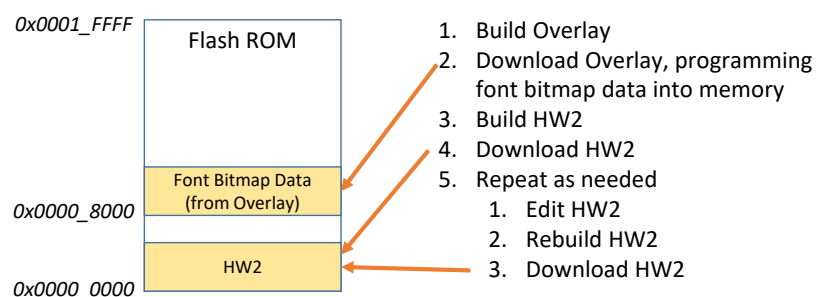 0x0001_FFFF
Flash ROM
Font Bitmap Data
(from Overlay)
0x0000_8000
HW2
0x0000_0000
1. Build Overlay
2. Download Overlay, programming
font bitmap data into memory
3. Build HW2
4. Download HW2
5. Repeat as needed
1. Edit HW2
2. Rebuild HW2
3. Download HW2